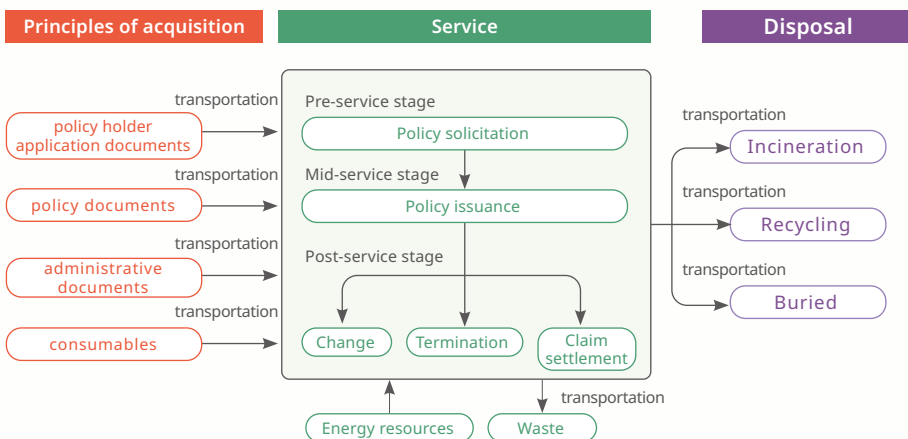 Principles of acquisition
Service
Disposal
transportation
policy holder
application documents
transportation
policy documents
transportation
administrative
documents
transportation
consumables
Pre-service stage
Policy solicitation
Mid-service stage
Policy issuance
Post-service stage
Change
Termination
Claim
settlement
Energy resources
transportation
Waste
transportation
Incineration
transportation
Recycling
transportation
Buried